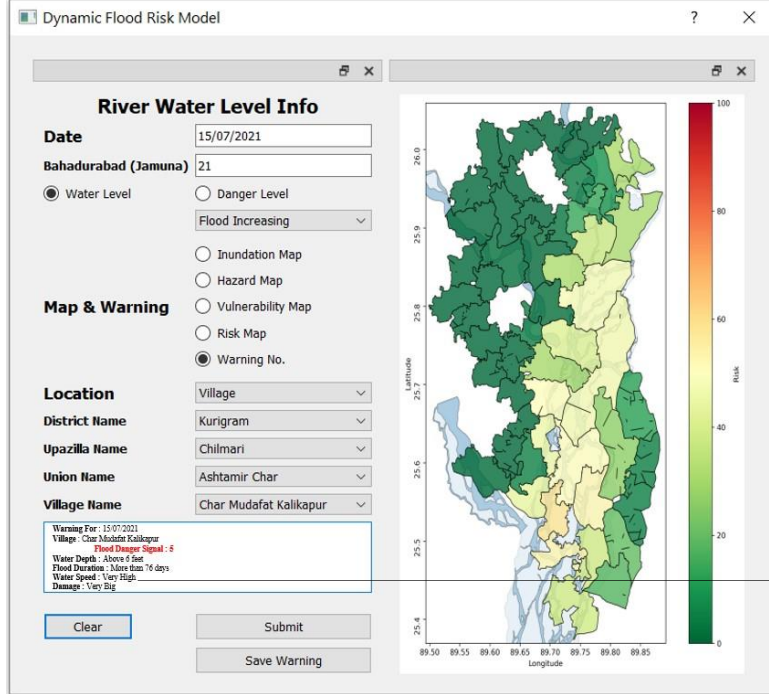 Dynamic Flood Risk Model
?
River Water Level Info
Date 15/07/2021
Bahadurabad (Jamuna) 21
Water Level Danger Level
Flood Increasing
Inundation Map
Hazard Map
Map & Warning Vulnerability Map
Risk Map
Warning No.
Location Village
District Name Kurigram
Upazilla Name Chilmari
Union Name Ashtamir Char
Village Name Char Mudafat Kalikapur
Warning For : 15/07/2021
Village : Char Mudafat Kalikapur
Flood Danger Signal : 5
Water Depth : Above 6 feet
Flood Duration : More than 76 days
Water Speed : Very High
Damage : Very Big
Clear Submit
Save Warning
26.0
25.9
25.8
25.7
25.6
25.5
25.4
Latitude
89.50 89.55 89.60 89.65 89.70 89.75 89.80 89.85
Longitude
100
80
60
40
20
0
Risk